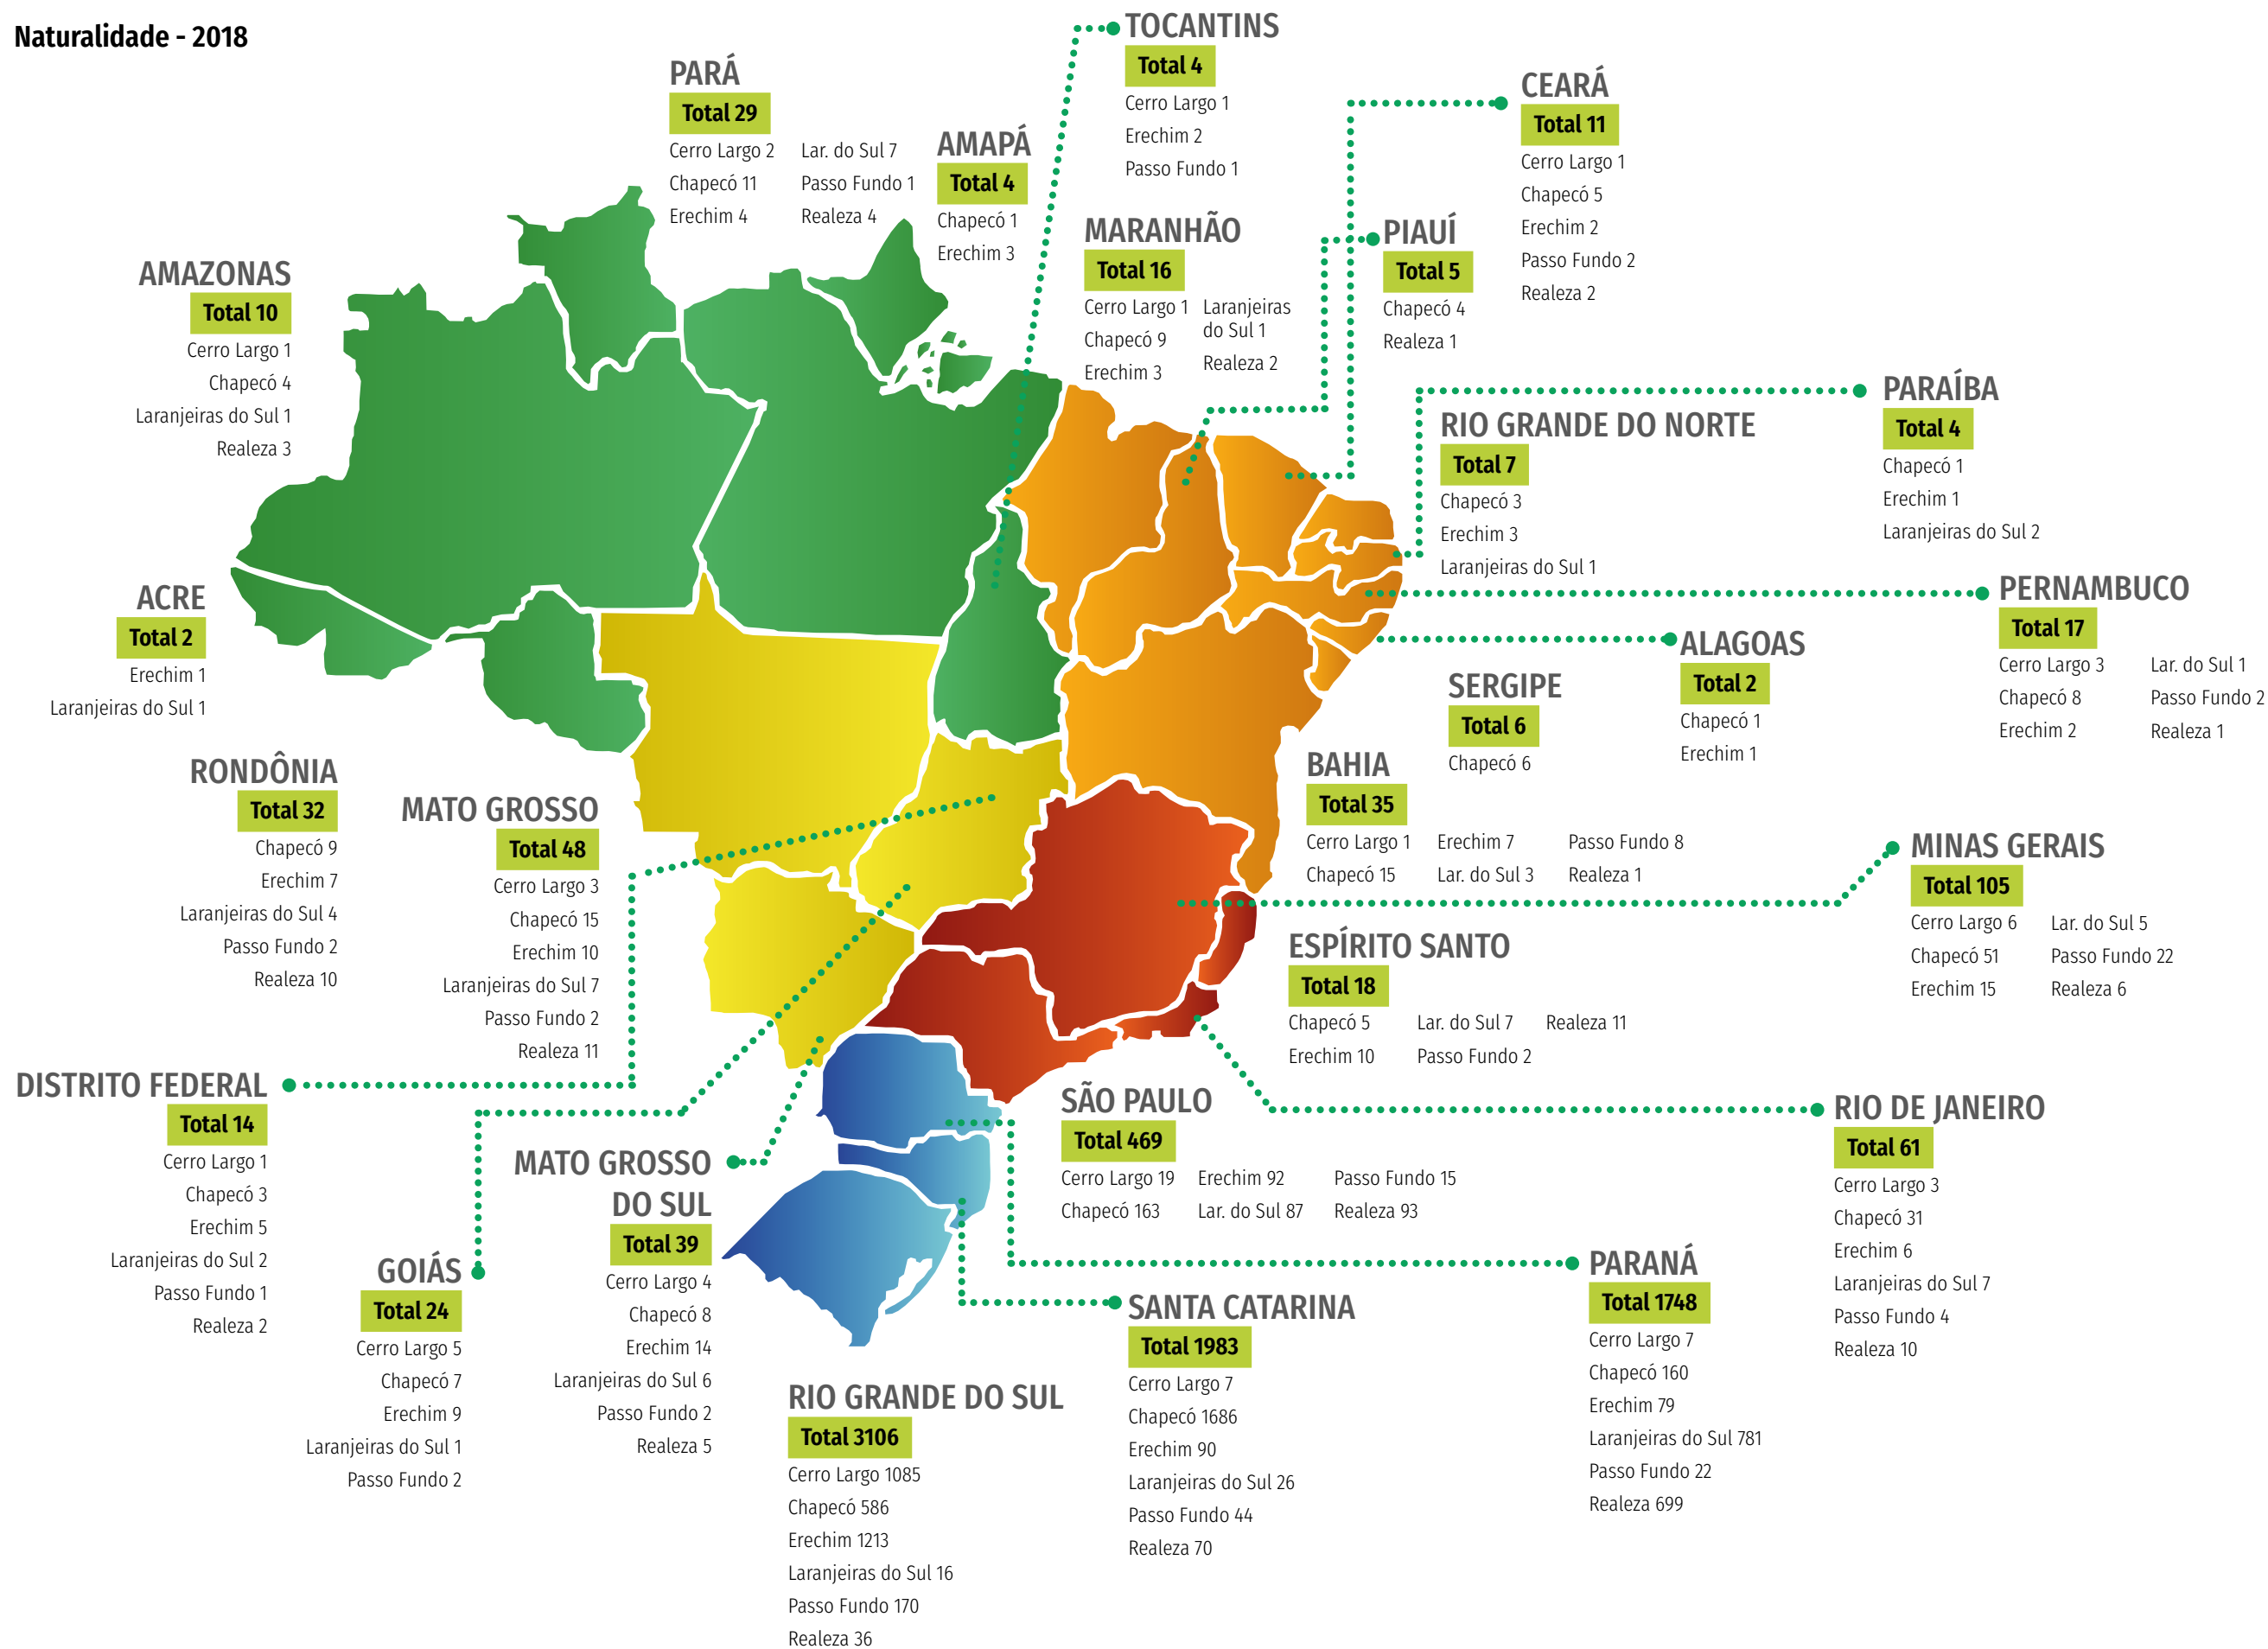 Naturalidade - 2018
TOCANTINS
Total 4
Cerro Largo 1
Erechim 2
Passo Fundo 1
PARÁ
Total 29
Cerro Largo 2
Chapecó 11
Erechim 4
Lar. do Sul 7
Passo Fundo 1
Realeza 4
AMAPÁ
Total 4
Chapecó 1
Erechim 3
CEARÁ
Total 11
Cerro Largo 1
Chapecó 5
Erechim 2
Passo Fundo 2
Realeza 2
MARANHÃO
Total 16
Cerro Largo 1
Chapecó 9
Erechim 3
Laranjeiras
do Sul 1
Realeza 2
PIAUÍ
Total 5
Chapecó 4
Realeza 1
AMAZONAS
Total 10
Cerro Largo 1
Chapecó 4
Laranjeiras do Sul 1
Realeza 3
PARAÍBA
Total 4
Chapecó 1
Erechim 1
Laranjeiras do Sul 2
RIO GRANDE DO NORTE
Total 7
Chapecó 3
Erechim 3
Laranjeiras do Sul 1
ACRE
Total 2
Erechim 1
Laranjeiras do Sul 1
PERNAMBUCO
Total 17
Cerro Largo 3
Chapecó 8
Erechim 2
Lar. do Sul 1
Passo Fundo 2
Realeza 1
ALAGOAS
Total 2
Chapecó 1
Erechim 1
SERGIPE
Total 6
Chapecó 6
RONDÔNIA
Total 32
Chapecó 9
Erechim 7
Laranjeiras do Sul 4
Passo Fundo 2
Realeza 10
MATO GROSSO
Total 48
Cerro Largo 3
Chapecó 15
Erechim 10
Laranjeiras do Sul 7
Passo Fundo 2
Realeza 11
BAHIA
Total 35
Cerro Largo 1
Chapecó 15
Erechim 7
Lar. do Sul 3
Passo Fundo 8
Realeza 1
MINAS GERAIS
Total 105
Cerro Largo 6
Chapecó 51
Erechim 15
Lar. do Sul 5
Passo Fundo 22
Realeza 6
ESPÍRITO SANTO
Total 18
Chapecó 5
Erechim 10
Lar. do Sul 7
Passo Fundo 2
Realeza 11
DISTRITO FEDERAL
Total 14
Cerro Largo 1
Chapecó 3
Erechim 5
Laranjeiras do Sul 2
Passo Fundo 1
Realeza 2
SÃO PAULO
Total 469
Cerro Largo 19
Chapecó 163
Erechim 92
Lar. do Sul 87
Passo Fundo 15
Realeza 93
RIO DE JANEIRO
Total 61
Cerro Largo 3
Chapecó 31
Erechim 6
Laranjeiras do Sul 7
Passo Fundo 4
Realeza 10
MATO GROSSO
DO SUL
Total 39
Cerro Largo 4
Chapecó 8
Erechim 14
Laranjeiras do Sul 6
Passo Fundo 2
Realeza 5
GOIÁS
Total 24
Cerro Largo 5
Chapecó 7
Erechim 9
Laranjeiras do Sul 1
Passo Fundo 2
PARANÁ
Total 1748
Cerro Largo 7
Chapecó 160
Erechim 79
Laranjeiras do Sul 781
Passo Fundo 22
Realeza 699
SANTA CATARINA
Total 1983
Cerro Largo 7
Chapecó 1686
Erechim 90
Laranjeiras do Sul 26
Passo Fundo 44
Realeza 70
RIO GRANDE DO SUL
Total 3106
Cerro Largo 1085
Chapecó 586
Erechim 1213
Laranjeiras do Sul 16
Passo Fundo 170
Realeza 36